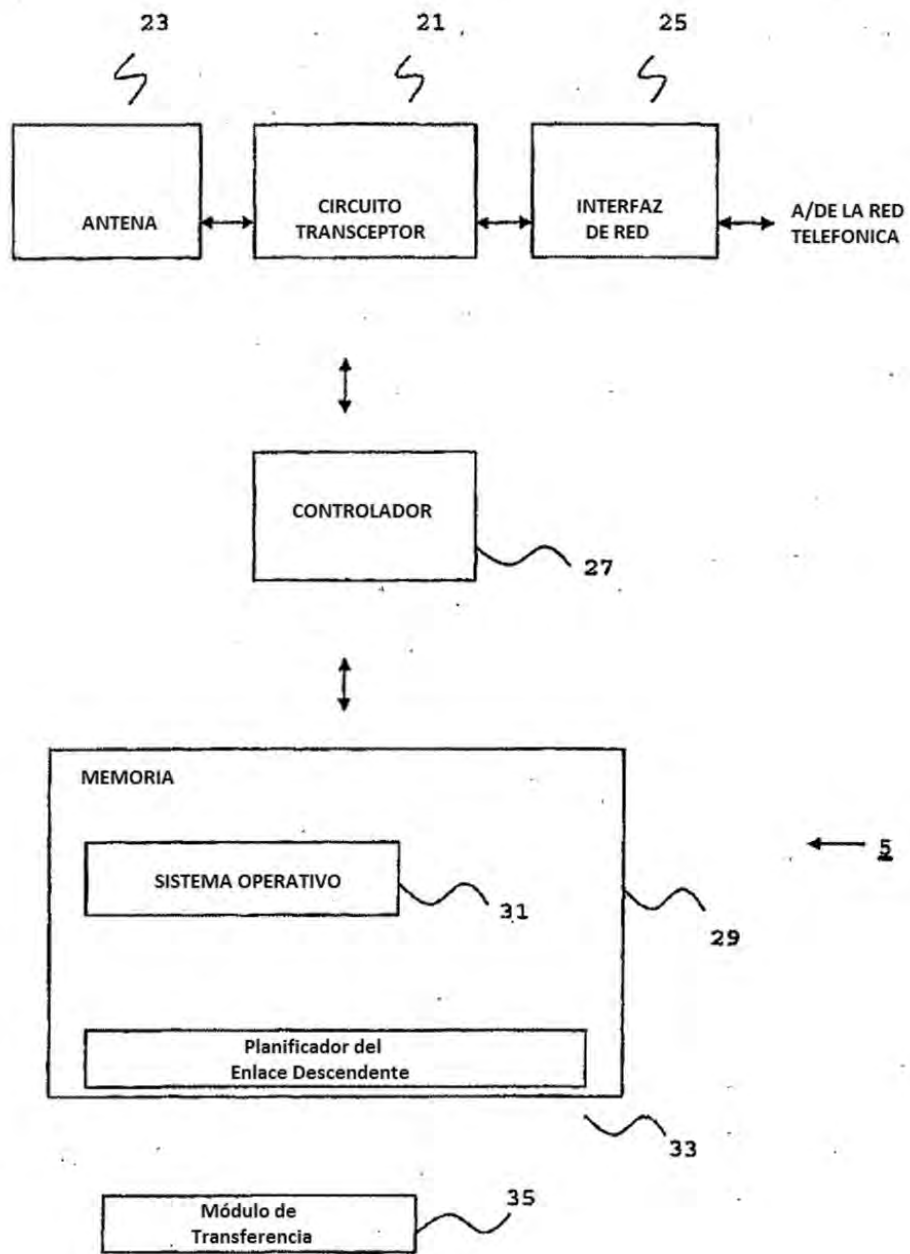 23
21
25
ANTENA
CIRCUITO
TRANSCEPTOR
INTERFAZ
DE RED
A/DE LA RED
TELEFONICA
CONTROLADOR
27
MEMORIA
SISTEMA OPERATIVO
31
5
29
Planificador del
Enlace Descendente
33
Módulo de
Transferencia
35